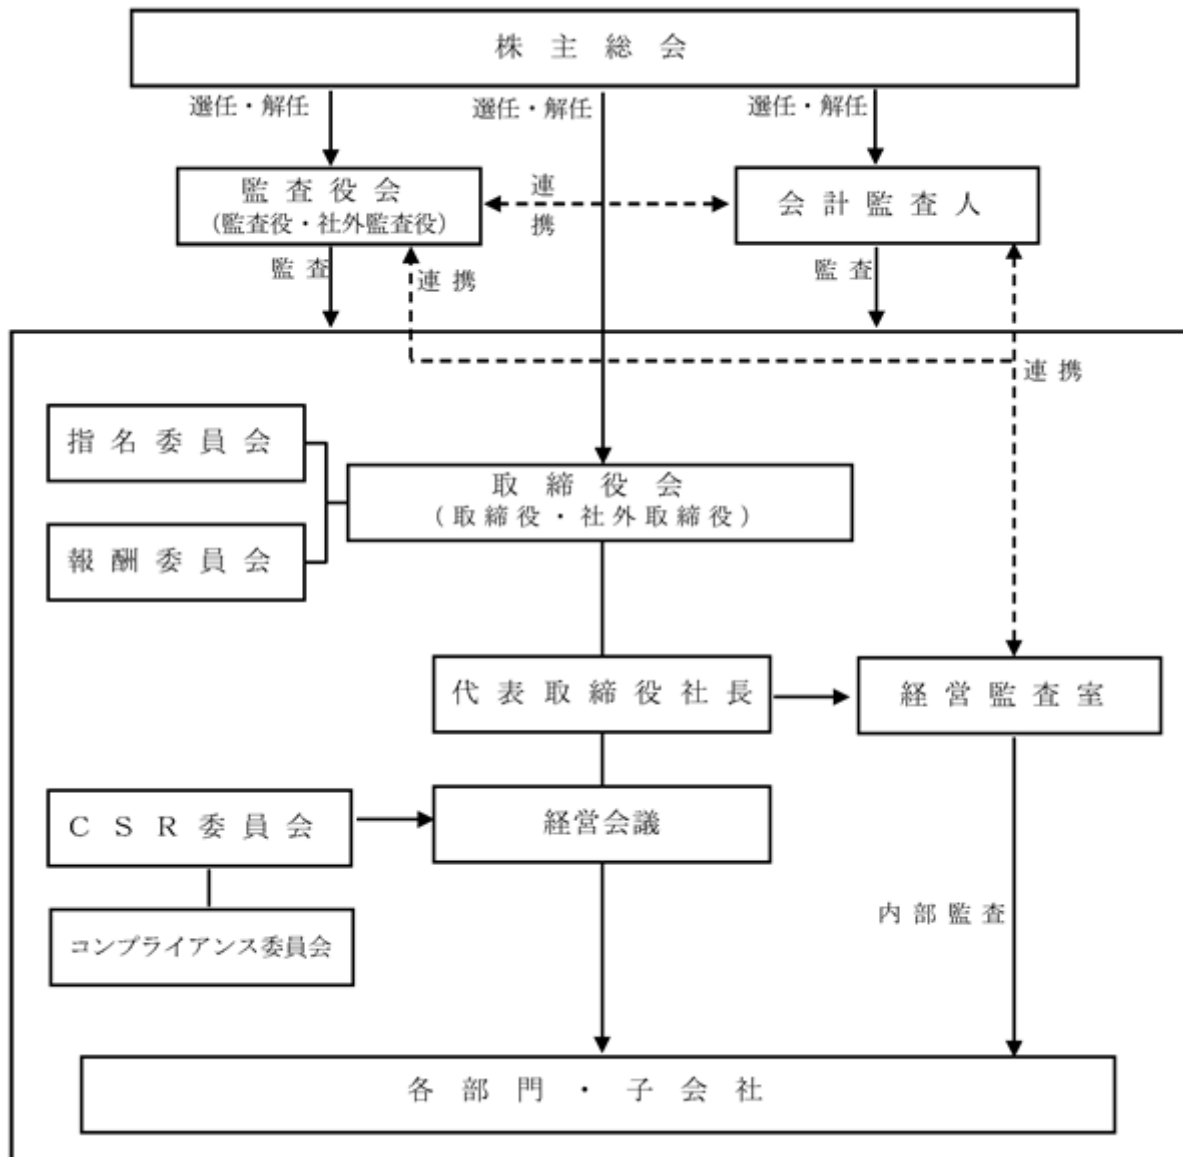 株主総会
選任・解任
選任・解任
選任・解任
監査役会
(監査役・社外監査役)
連
携
会計監査人
監査
連携
監査
連携
指名委員会
取締役会
(取締役・社外取締役)
報酬委員会
代表取締役社長
経営監査室
CSR委員会
経営会議
内部監査
コンプライアンス委員会
各部門・子会社